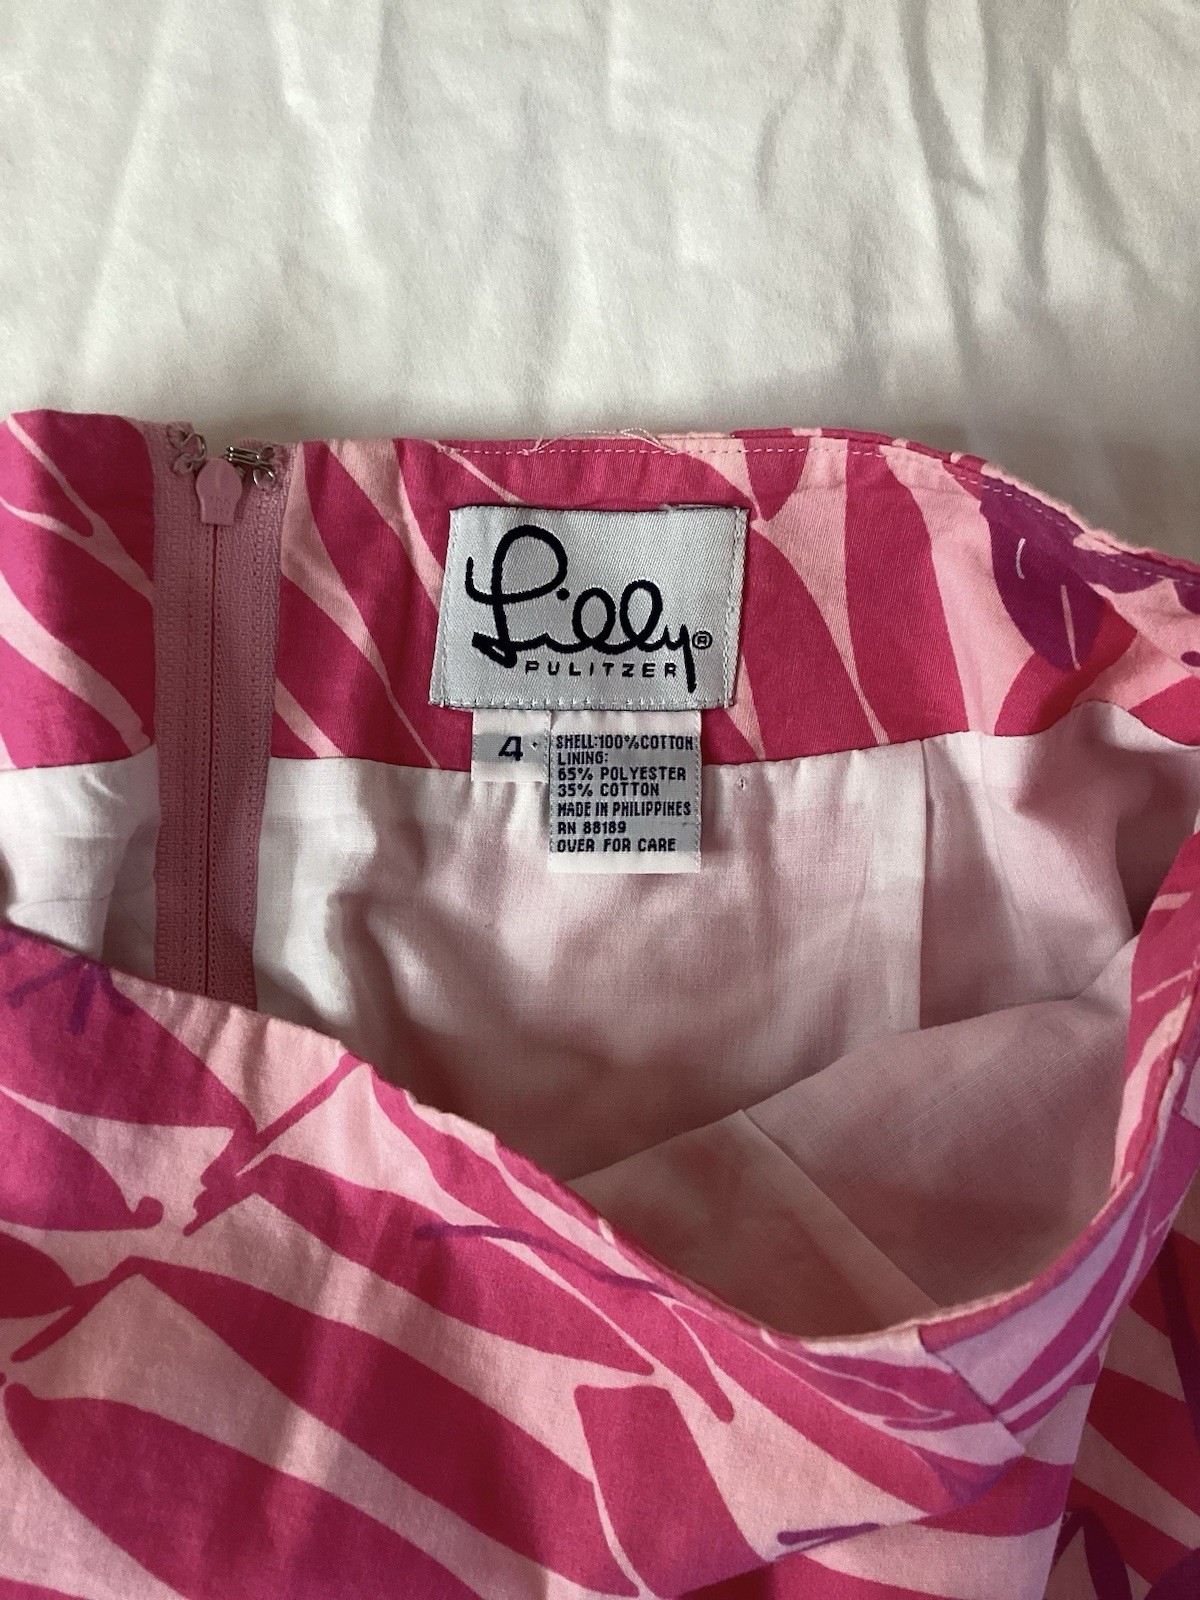 Lilly®
PULITZER
4
SHELL:100%COTTON
LINING:
65% POLYESTER
35% COTTON
MADE IN PHILIPPINES
RN 88189
OVER FOR CARE